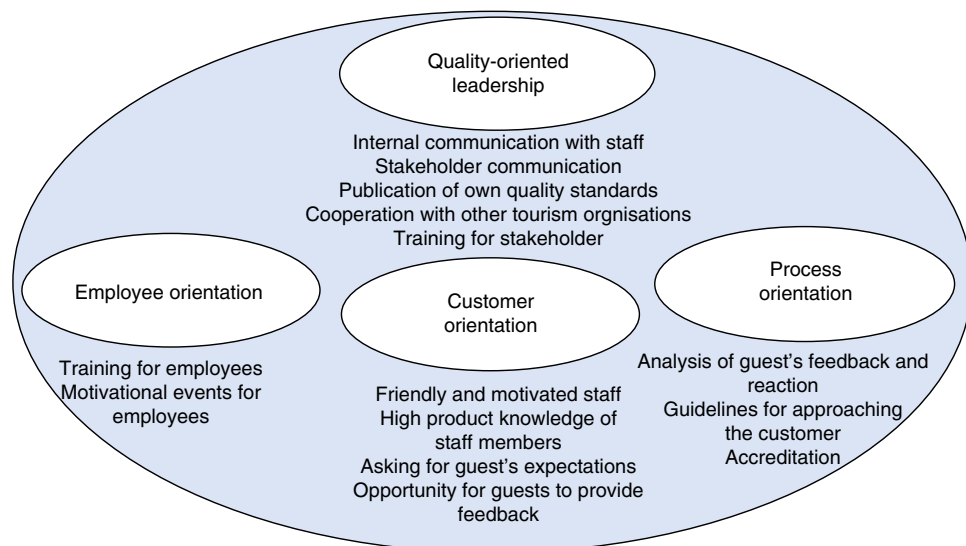 Quality-oriented
leadership
Internal communication with staff
Stakeholder communication
Publication of own quality standards
Cooperation with other tourism orgnisations
Training for stakeholder
Employee orientation
Training for employees
Motivational events for
employees
Customer
orientation
Friendly and motivated staff
High product knowledge of
staff members
Asking for guest's expectations
Opportunity for guests to provide
feedback
Process
orientation
Analysis of guest's feedback and
reaction
Guidelines for approaching
the customer
Accreditation